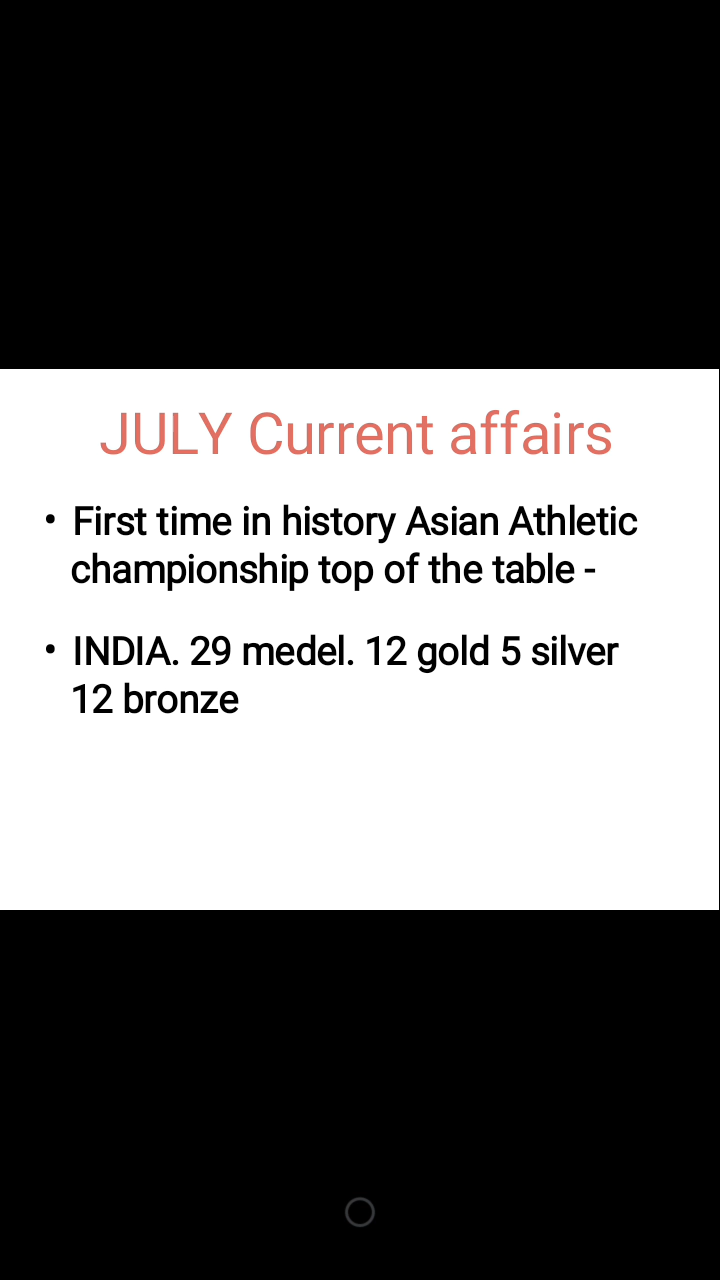 JULY Current affairs
• First time in history Asian Athletic
championship top of the table -
• INDIA. 29 medel. 12 gold 5 silver
12 bronze